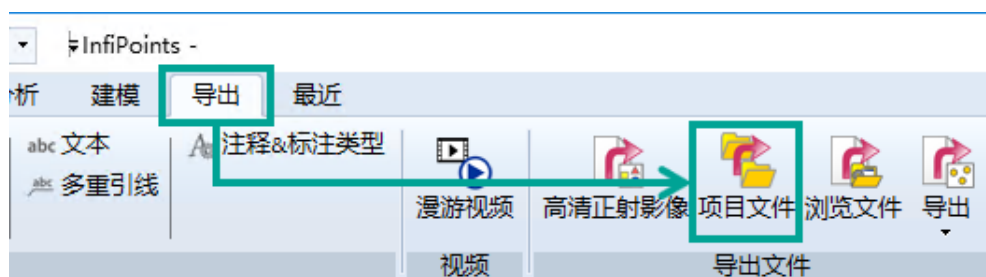 InfiPoints -
析 建模 导出 最近
abc 文本
注释&标注类型
abc 多重引线
漫游视频
高清正射影像
项目文件
浏览文件
导出
视频
导出文件